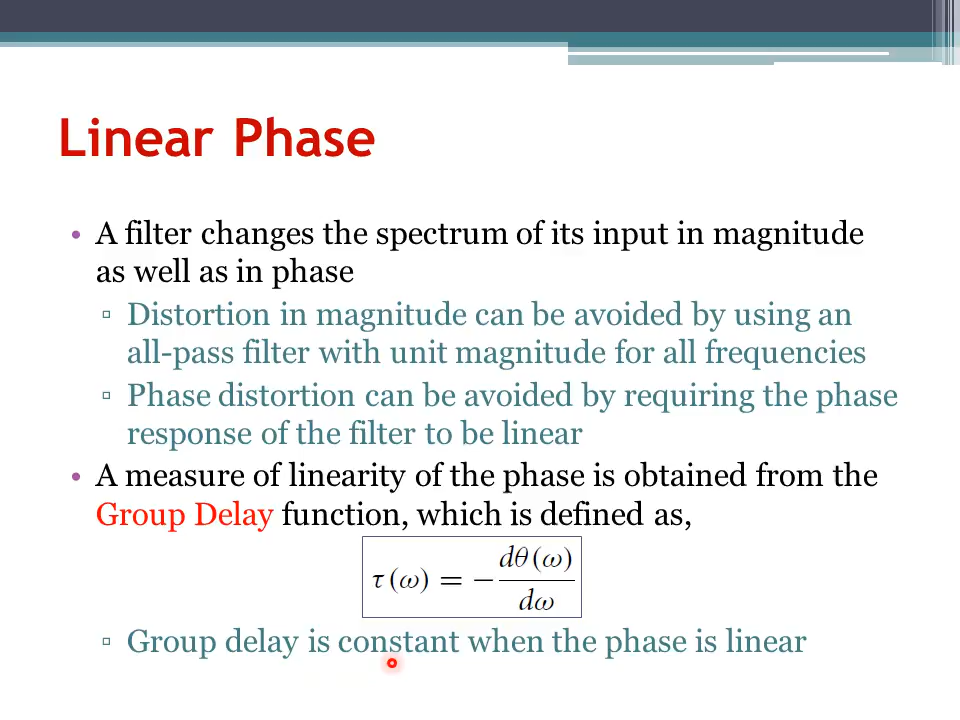 Linear Phase
• A filter changes the spectrum of its input in magnitude
as well as in phase
▫ Distortion in magnitude can be avoided by using an
all-pass filter with unit magnitude for all frequencies
▫ Phase distortion can be avoided by requiring the phase
response of the filter to be linear
• A measure of linearity of the phase is obtained from the
Group Delay function, which is defined as,
τ(ω) = − dθ(ω) / dω
▫ Group delay is constant when the phase is linear